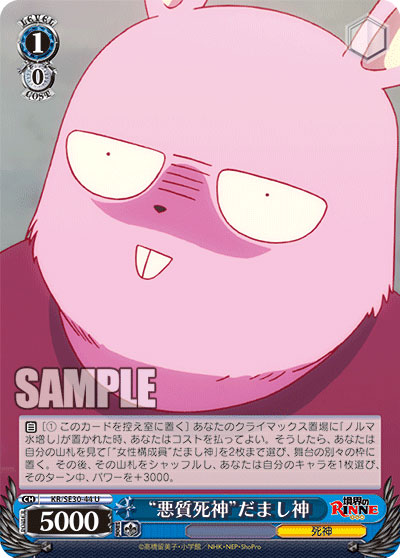 LEVEL
1
0
COST
SAMPLE
【自】[① このカードを控え室に置く] あなたのクライマックス置場に「ノルマ
水増し」が置かれた時、あなたはコストを払ってよい。そうしたら、あなたは
自分の山札を見て「“女性構成員”だまし神」を2枚まで選び、舞台の別々の枠に
置く。その後、その山札をシャッフルし、あなたは自分のキャラを1枚選び、
そのターン中、パワーを+3000。
CH
KR/SE30-44 U
5000
“悪質死神”だまし神
境界の
RINNE
死神
©高橋留美子・小学館/NHK・NEP・ShoPro